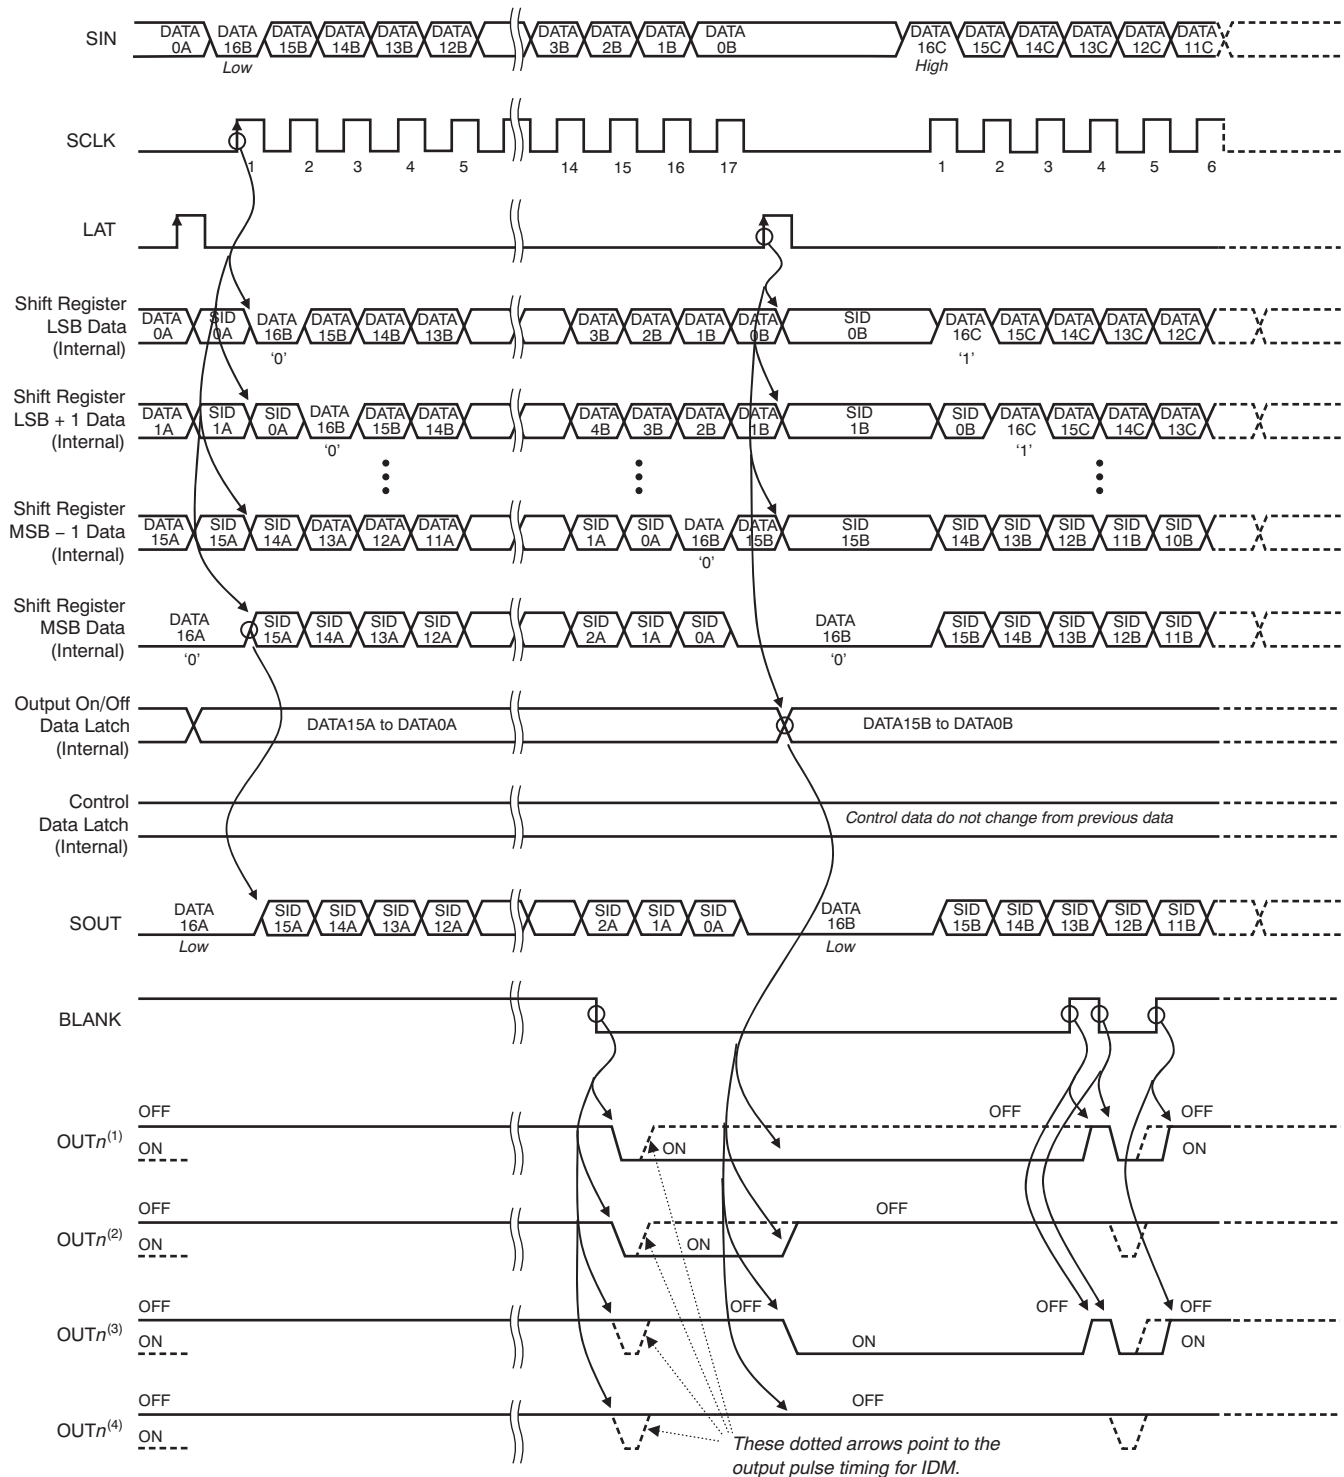 SIN
DATA 0A
DATA 16B
DATA 15B
DATA 14B
DATA 13B
DATA 12B
DATA 3B
DATA 2B
DATA 1B
DATA 0B
DATA 16C
DATA 15C
DATA 14C
DATA 13C
DATA 12C
DATA 11C
Low
High
SCLK
1 2 3 4 5 14 15 16 17 1 2 3 4 5 6
LAT
Shift Register
LSB Data
(Internal)
DATA 0A
SID 0A
DATA 16B
DATA 15B
DATA 14B
DATA 13B
DATA 3B
DATA 2B
DATA 1B
DATA 0B
SID 0B
DATA 16C
DATA 15C
DATA 14C
DATA 13C
DATA 12C
‘0’
‘1’
Shift Register
LSB + 1 Data
(Internal)
DATA 1A
SID 1A
SID 0A
DATA 16B
DATA 15B
DATA 14B
DATA 4B
DATA 3B
DATA 2B
DATA 1B
SID 1B
SID 0B
DATA 16C
DATA 15C
DATA 14C
DATA 13C
‘0’
‘1’
Shift Register
MSB − 1 Data
(Internal)
DATA 15A
SID 15A
SID 14A
DATA 13A
DATA 12A
DATA 11A
SID 1A
SID 0A
DATA 16B
DATA 15B
SID 15B
SID 14B
SID 13B
SID 12B
SID 11B
SID 10B
‘0’
Shift Register
MSB Data
(Internal)
DATA 16A
SID 15A
SID 14A
SID 13A
SID 12A
SID 2A
SID 1A
SID 0A
DATA 16B
SID 15B
SID 14B
SID 13B
SID 12B
SID 11B
‘0’
‘0’
Output On/Off
Data Latch
(Internal)
DATA15A to DATA0A
DATA15B to DATA0B
Control
Data Latch
(Internal)
Control data do not change from previous data
SOUT
DATA 16A
SID 15A
SID 14A
SID 13A
SID 12A
SID 2A
SID 1A
SID 0A
DATA 16B
SID 15B
SID 14B
SID 13B
SID 12B
SID 11B
Low
Low
BLANK
OUTn(1)
OFF
ON
ON
OFF
OFF
ON
OUTn(2)
OFF
ON
ON
OFF
OUTn(3)
OFF
ON
OFF
ON
OFF
OFF
ON
OUTn(4)
OFF
ON
OFF
These dotted arrows point to the
output pulse timing for IDM.